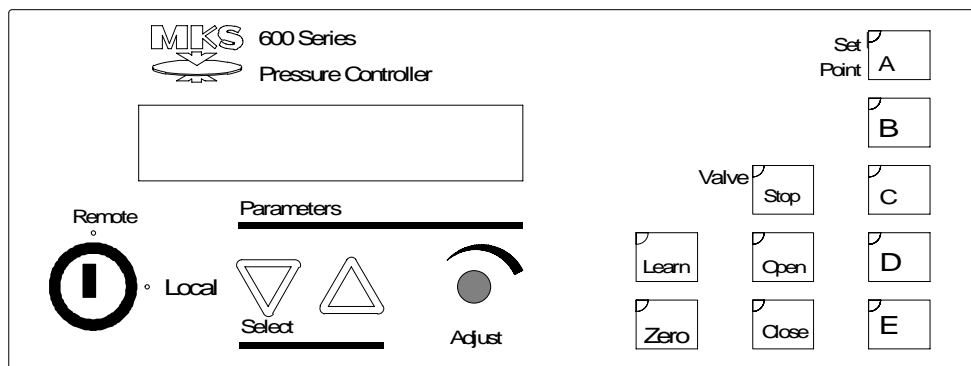 MKS 600 Series
Pressure Controller
Set
Point
A
B
Valve
Stop
C
Remote
Parameters
Learn
Open
D
Local
Select
Adjust
Zero
Close
E